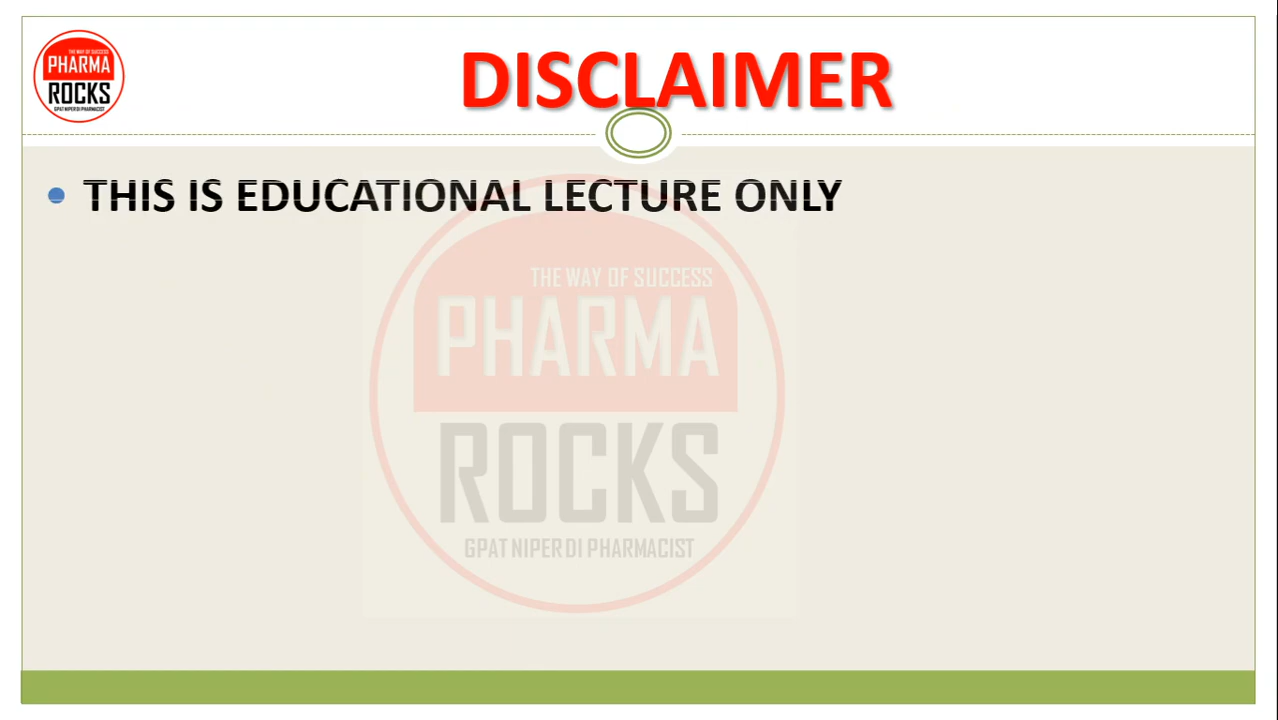 THE WAY OF SUCCESS
PHARMA
ROCKS
GPAT NIPER DI PHARMACIST
DISCLAIMER
• THIS IS EDUCATIONAL LECTURE ONLY
THE WAY OF SUCCESS
PHARMA
ROCKS
GPAT NIPER DI PHARMACIST